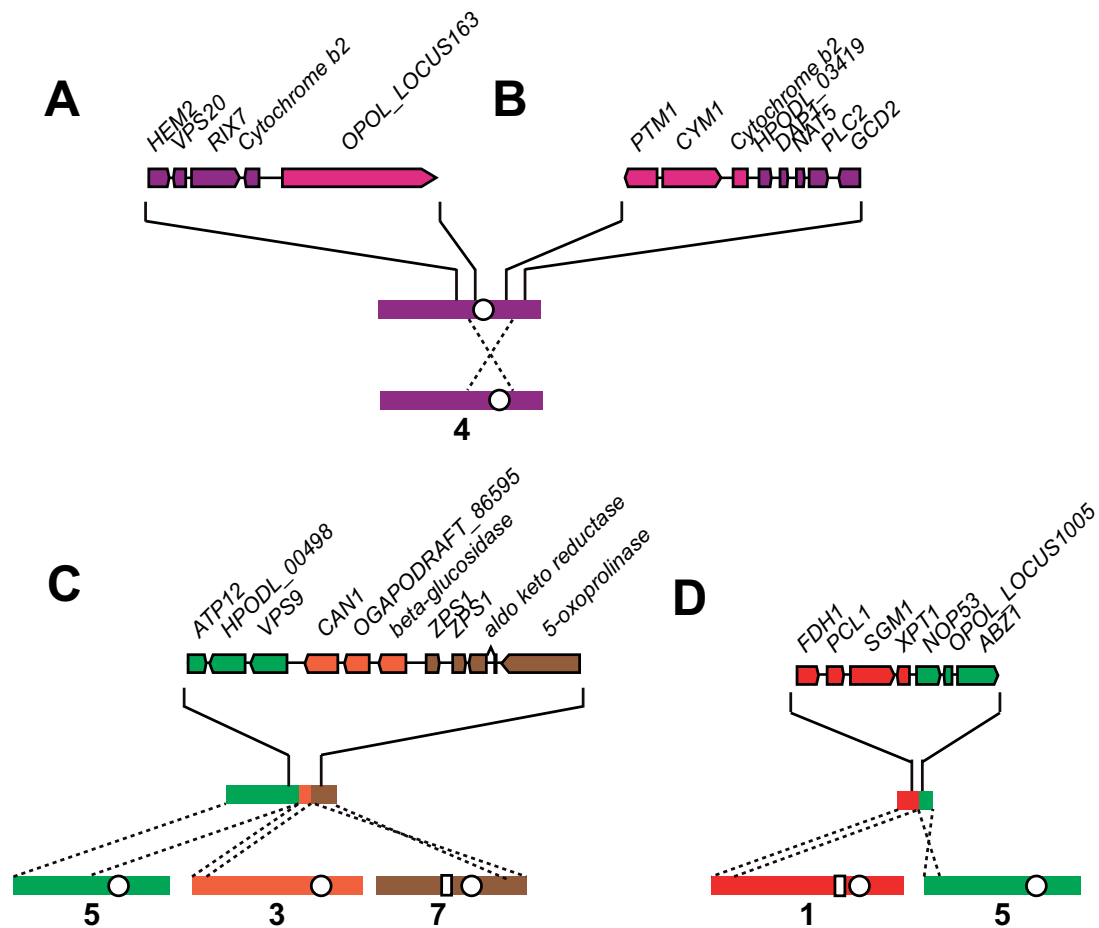 A
HEM2
VPS20
RIX7
Cytochrome b2
OPOL_LOCUS163
B
PTM1
CYM1
Cytochrome b2
HPODL_03419
DAP1
NAT5
PLC2
GCD2
4
C
ATP12
HPODL_00498
VPS9
CAN1
OGAPODRAFT_86595
beta-glucosidase
ZPS1
ZPS1
aldo keto reductase
5-oxoprolinase
5
3
7
D
FDH1
PCL1
SGM1
XPT1
NOP53
OPOL_LOCUS1005
ABZ1
1
5